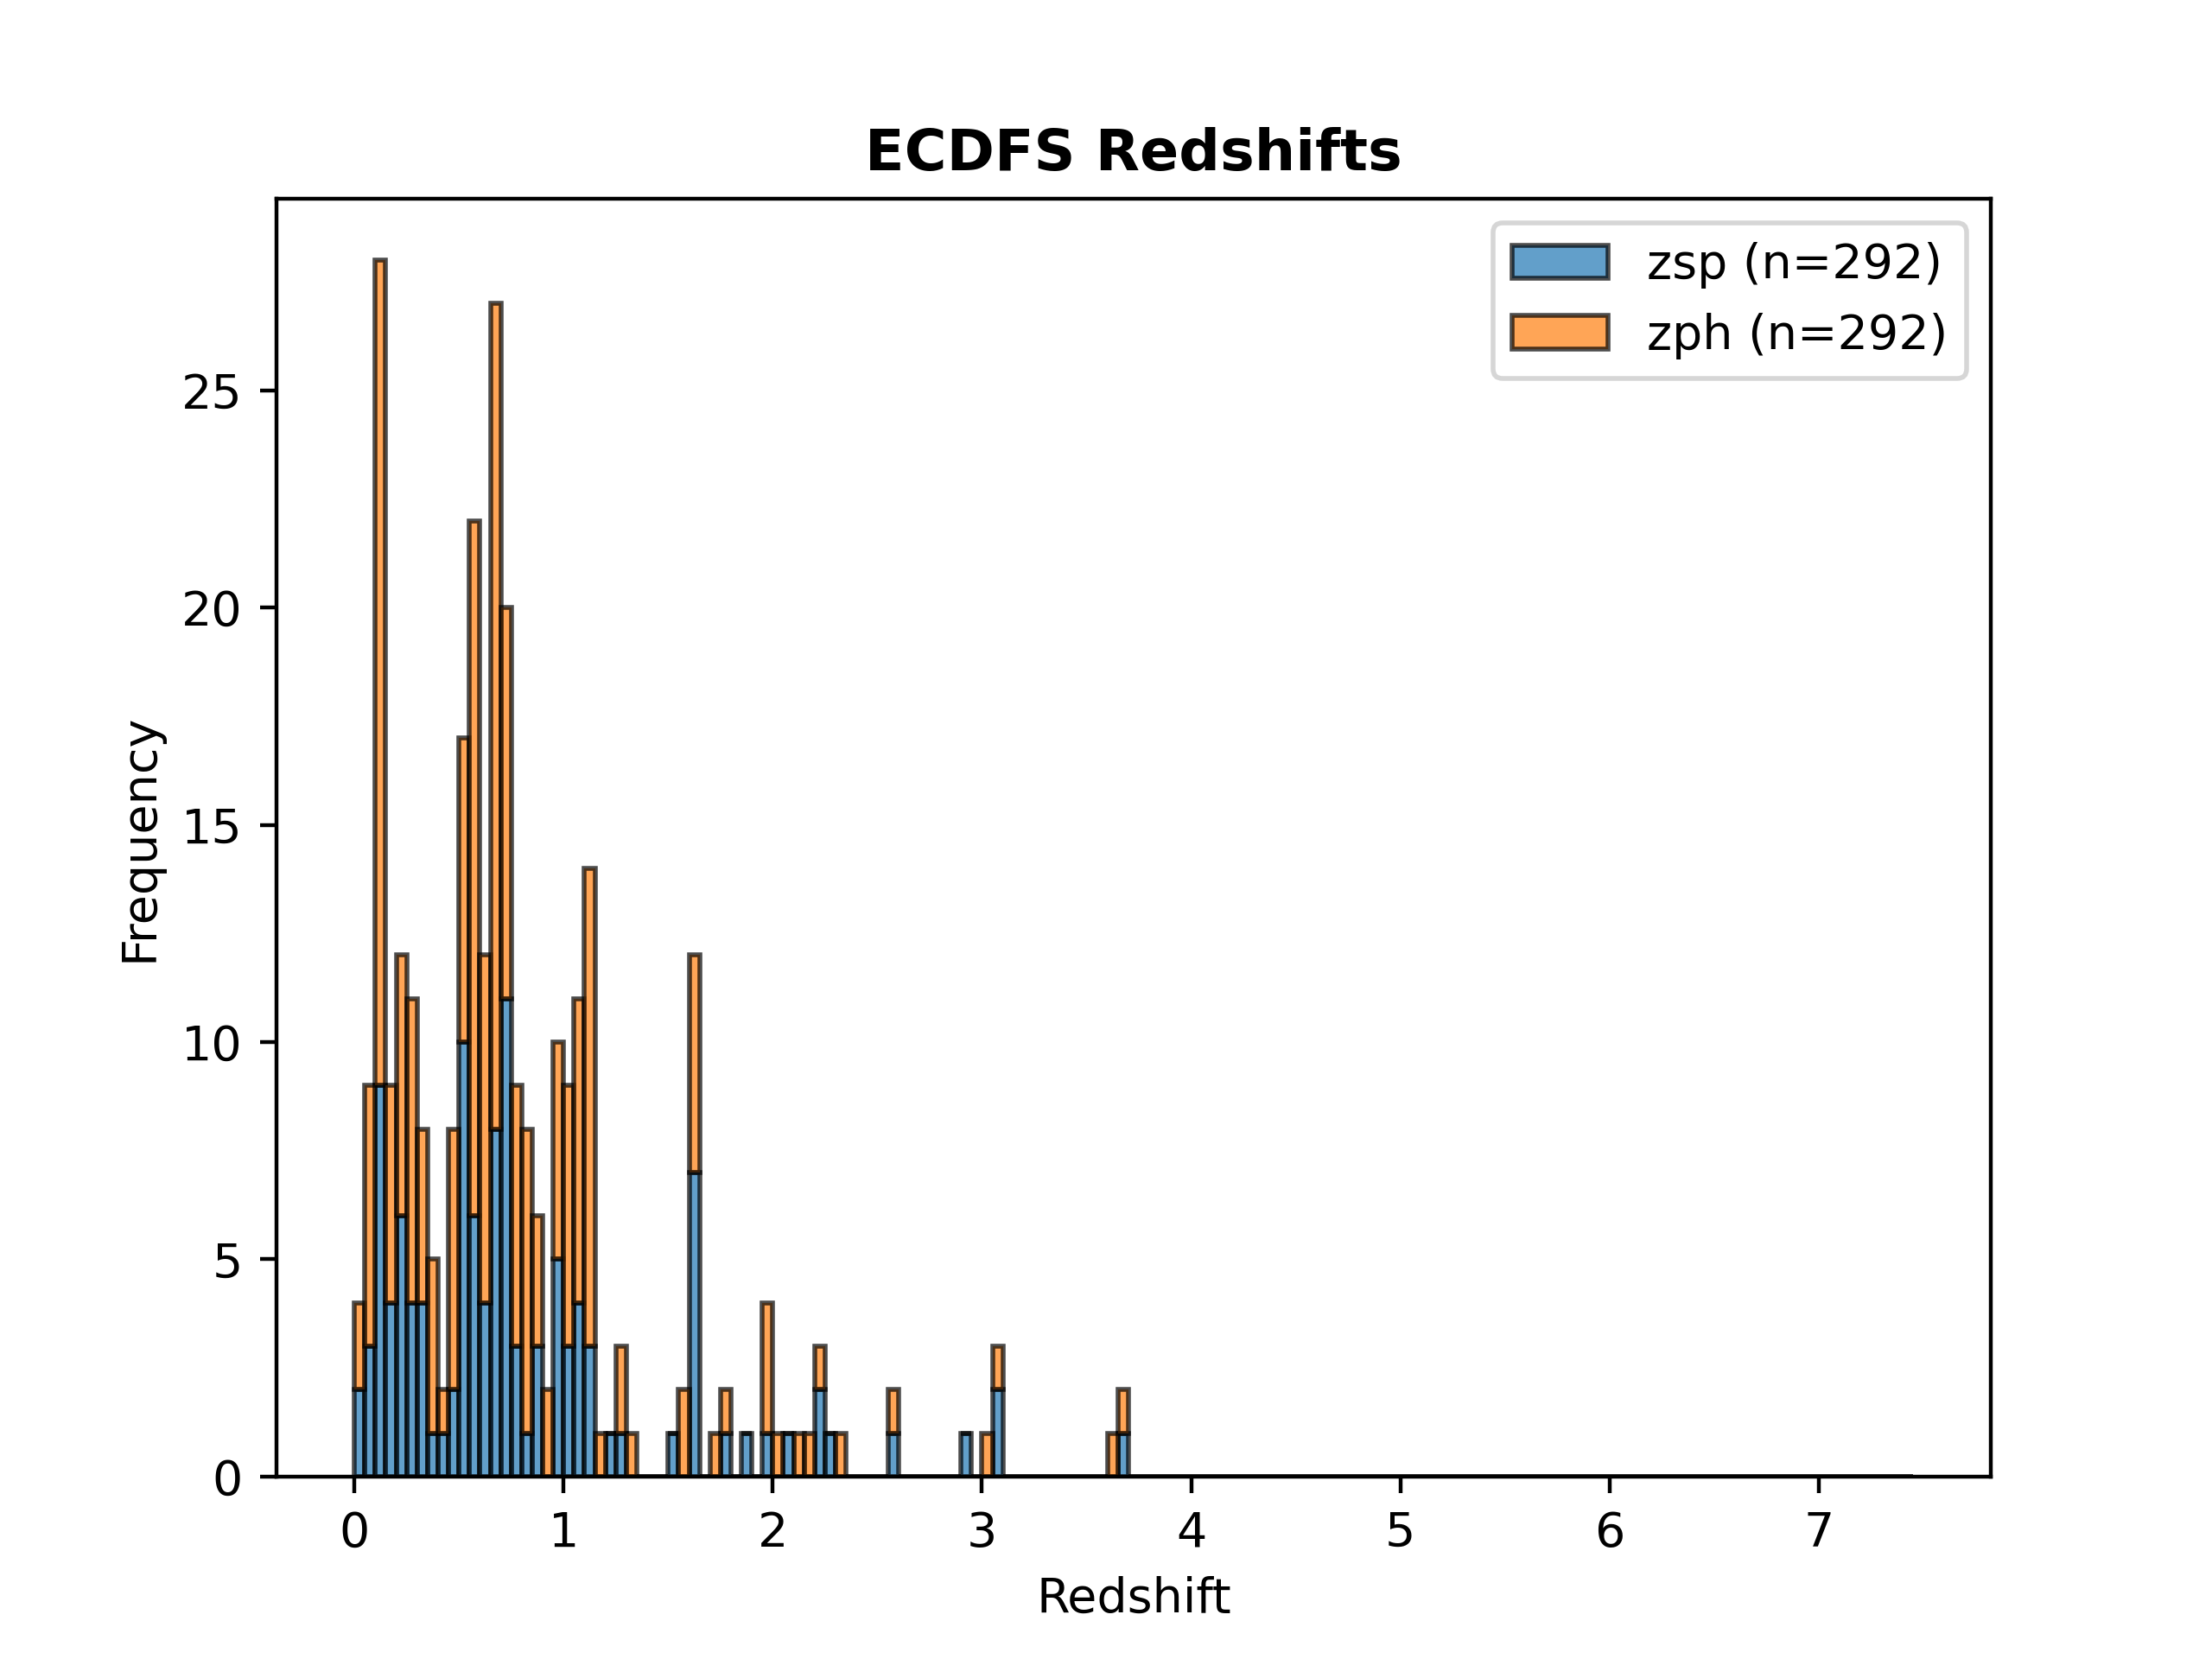 ECDFS Redshifts
zsp (n=292)
zph (n=292)
Frequency
25
20
15
10
5
0
0 1 2 3 4 5 6 7
Redshift